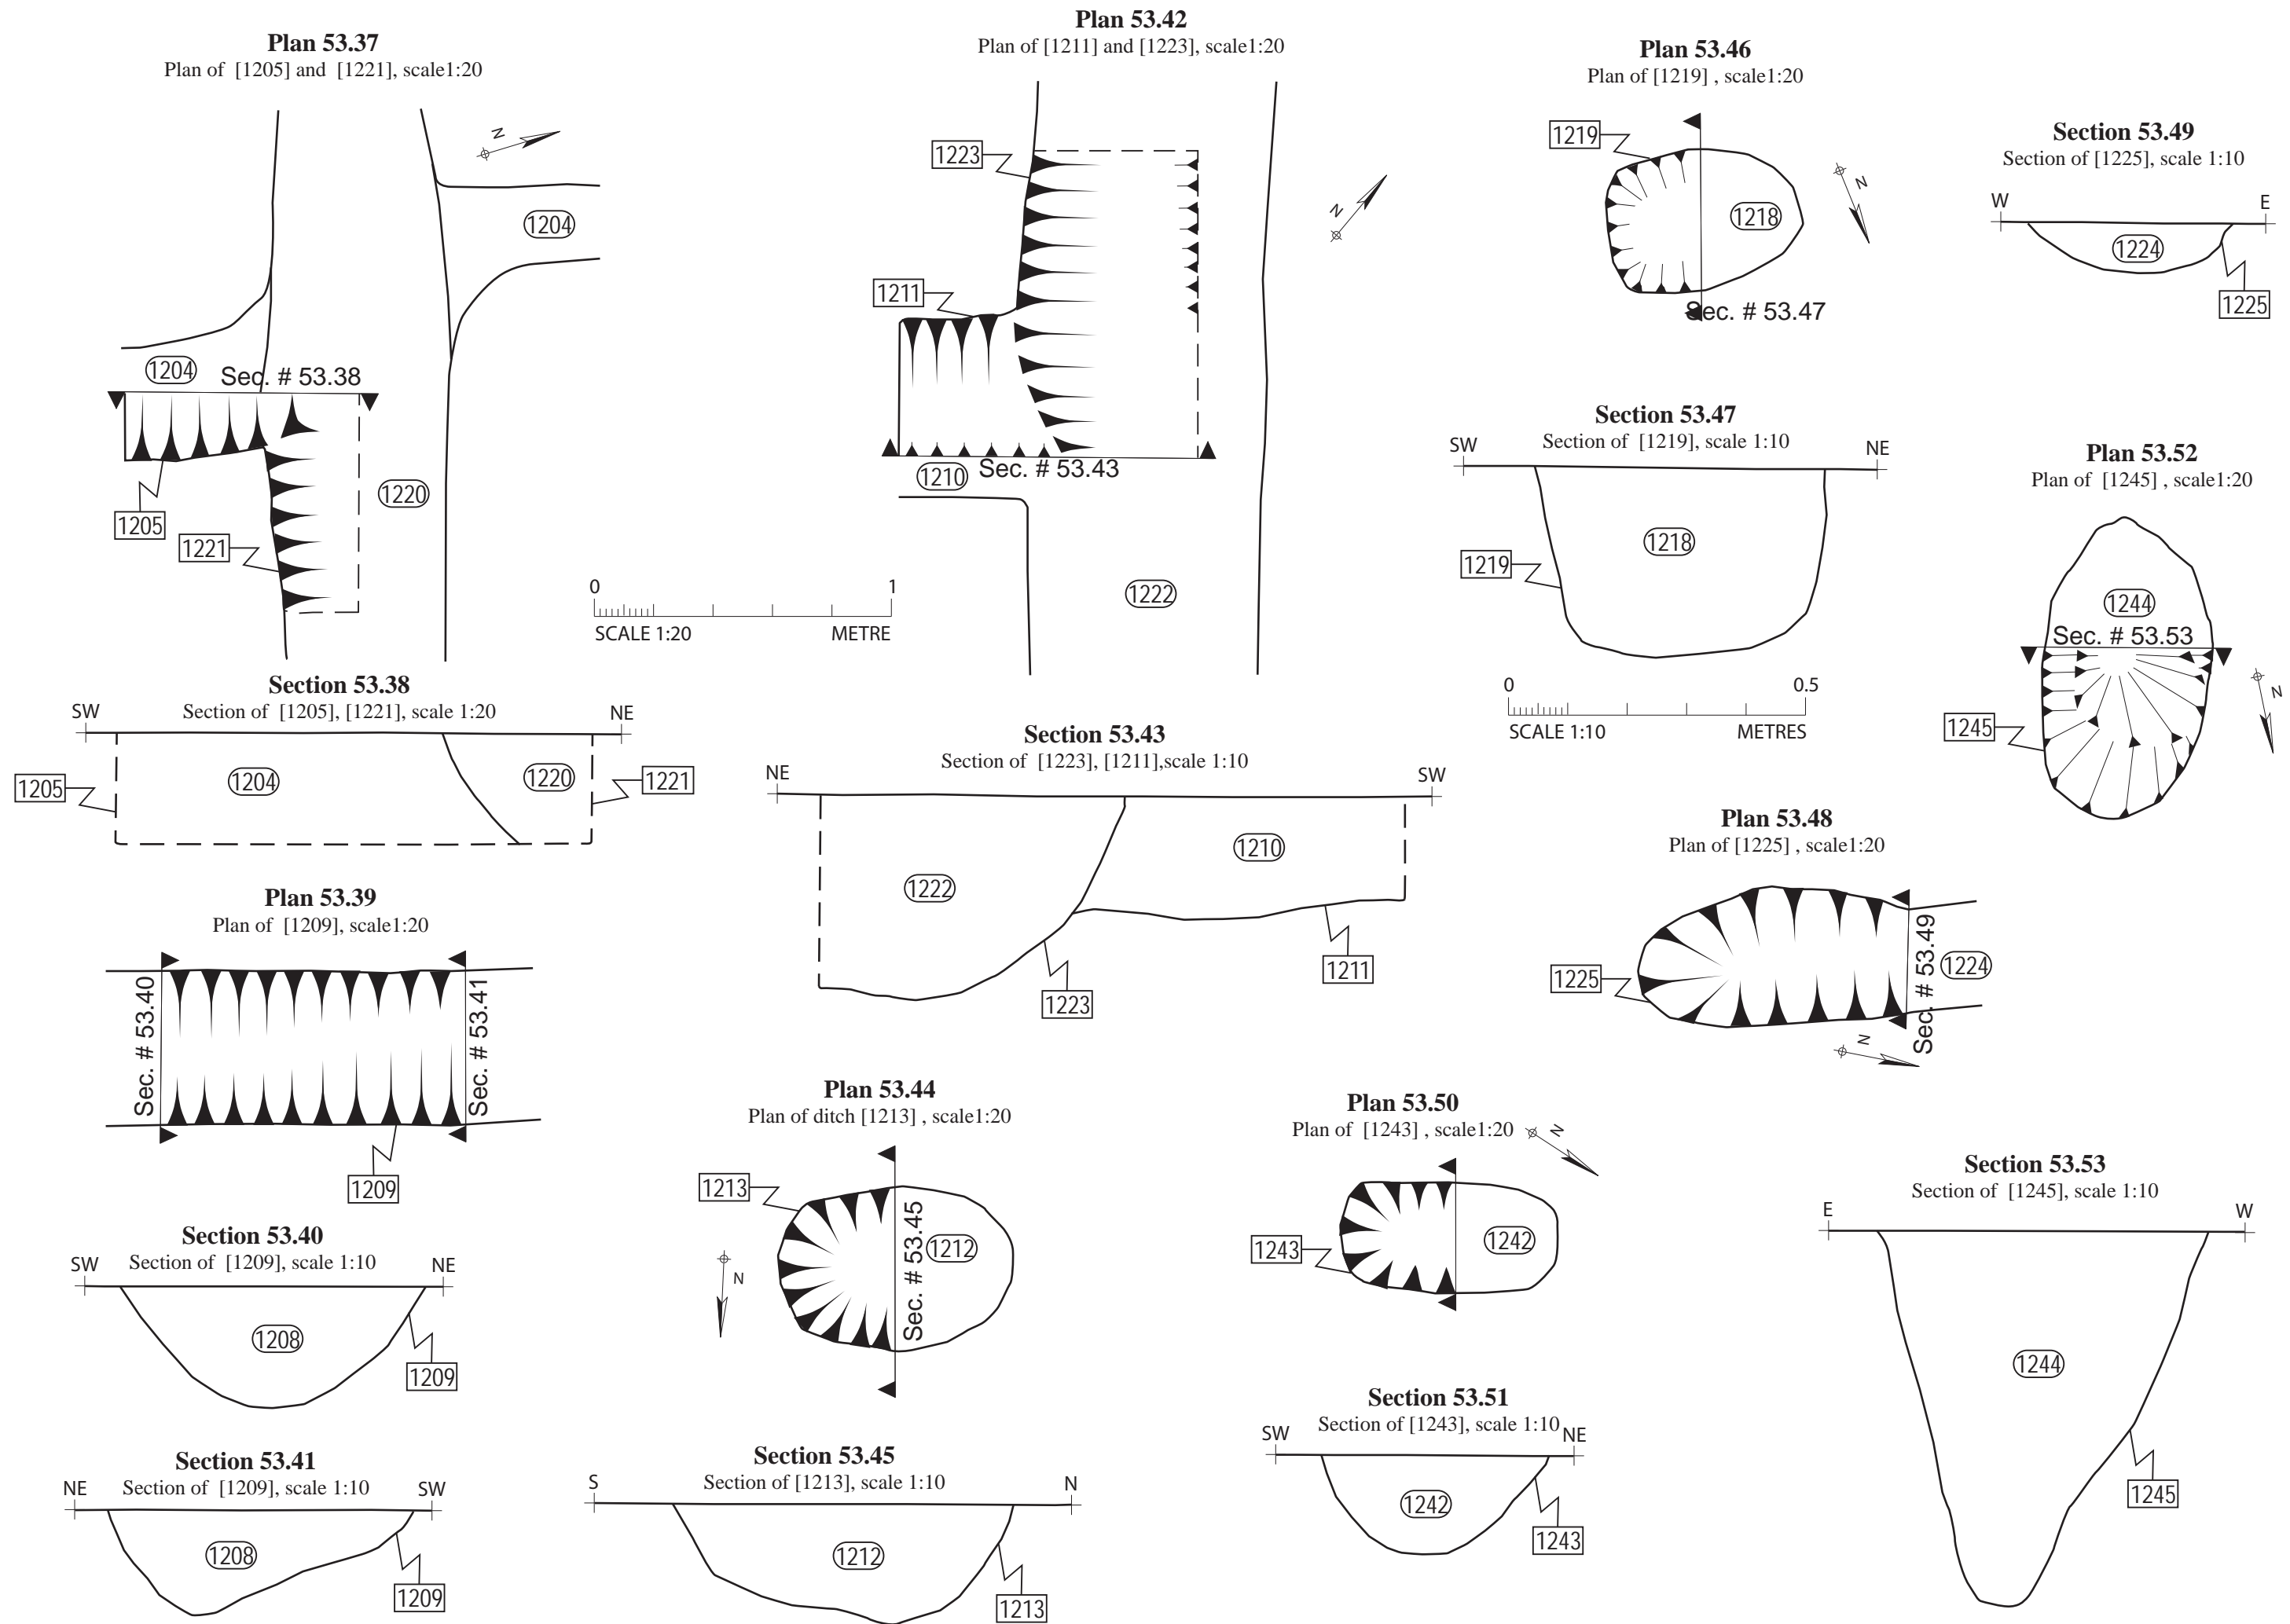 Plan 53.37
Plan of [1205] and [1221], scale1:20
N
1204
1204
Sec. # 53.38
1220
1205
1221
Section 53.38
Section of [1205], [1221], scale 1:20
SW
NE
1205
1204
1220
1221
Plan 53.39
Plan of [1209], scale1:20
Sec. # 53.40
Sec. # 53.41
1209
Section 53.40
Section of [1209], scale 1:10
SW
NE
1208
1209
Section 53.41
Section of [1209], scale 1:10
NE
SW
1208
1209
Plan 53.42
Plan of [1211] and [1223], scale1:20
1223
N
1211
1210
Sec. # 53.43
1222
0
1
SCALE 1:20
METRE
Section 53.43
Section of [1223], [1211],scale 1:10
NE
SW
1222
1210
1223
1211
Plan 53.44
Plan of ditch [1213] , scale1:20
1213
Sec. # 53.45
1212
N
Section 53.45
Section of [1213], scale 1:10
S
N
1212
1213
Plan 53.46
Plan of [1219] , scale1:20
1219
1218
N
Sec. # 53.47
Section 53.47
Section of [1219], scale 1:10
SW
NE
1218
1219
0
0.5
SCALE 1:10
METRES
Plan 53.48
Plan of [1225] , scale1:20
1225
Sec. # 53.49
1224
N
Section 53.49
Section of [1225], scale 1:10
W
E
1224
1225
Plan 53.50
Plan of [1243] , scale1:20
N
1243
1242
Section 53.51
Section of [1243], scale 1:10
SW
NE
1242
1243
Plan 53.52
Plan of [1245] , scale1:20
1244
Sec. # 53.53
N
1245
Section 53.53
Section of [1245], scale 1:10
E
W
1244
1245